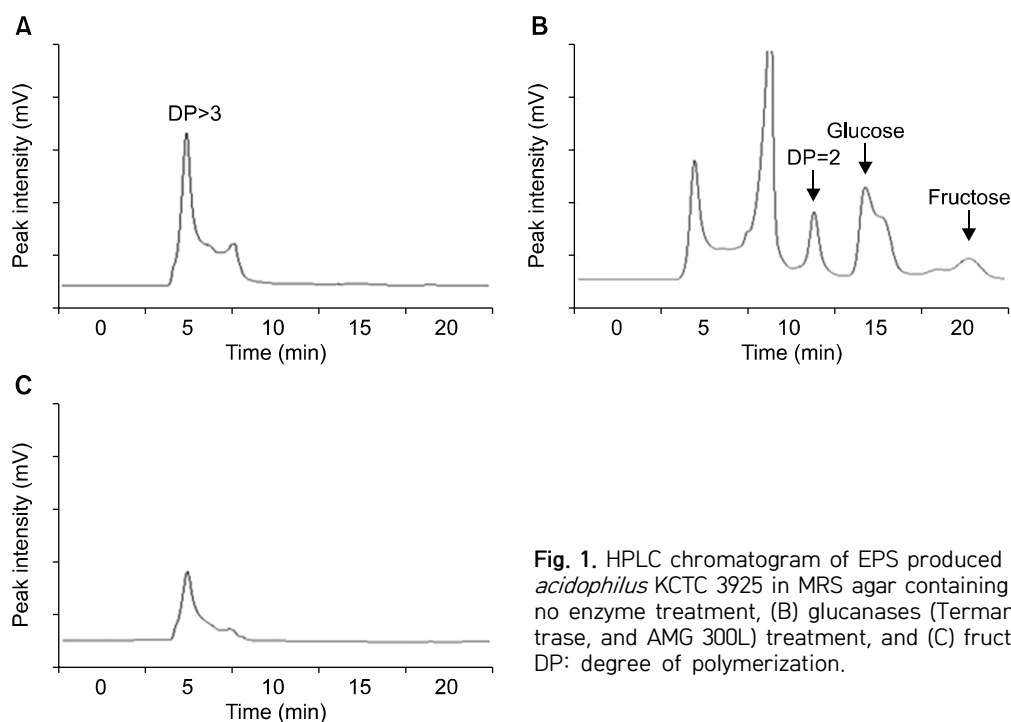 A
DP>3
Peak intensity (mV)
0 5 10 15 20
Time (min)
B
Glucose
DP=2
Fructose
Peak intensity (mV)
0 5 10 15 20
Time (min)
C
Peak intensity (mV)
0 5 10 15 20
Time (min)
Fig. 1. HPLC chromatogram of EPS produced
acidophilus KCTC 3925 in MRS agar containing
no enzyme treatment, (B) glucanases (Terman
trase, and AMG 300L) treatment, and (C) fruct
DP: degree of polymerization.